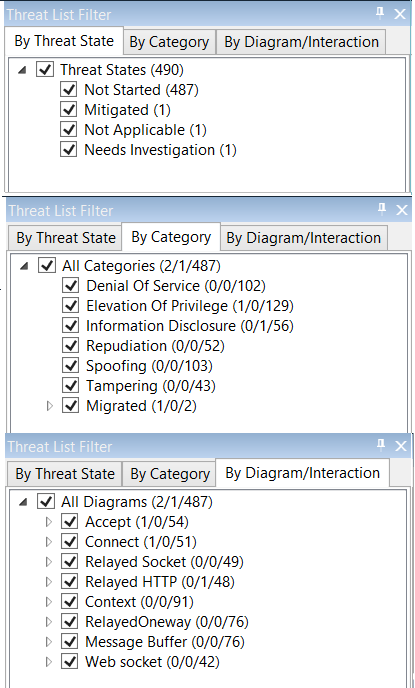 Threat List Filter
By Threat State By Category By Diagram/Interaction
Threat States (490)
Not Started (487)
Mitigated (1)
Not Applicable (1)
Needs Investigation (1)
Threat List Filter
By Threat State By Category By Diagram/Interaction
All Categories (2/1/487)
Denial Of Service (0/0/102)
Elevation Of Privilege (1/0/129)
Information Disclosure (0/1/56)
Repudiation (0/0/52)
Spoofing (0/0/103)
Tampering (0/0/43)
Migrated (1/0/2)
Threat List Filter
By Threat State By Category By Diagram/Interaction
All Diagrams (2/1/487)
Accept (1/0/54)
Connect (1/0/51)
Relayed Socket (0/0/49)
Relayed HTTP (0/1/48)
Context (0/0/91)
RelayedOneway (0/0/76)
Message Buffer (0/0/76)
Web socket (0/0/42)